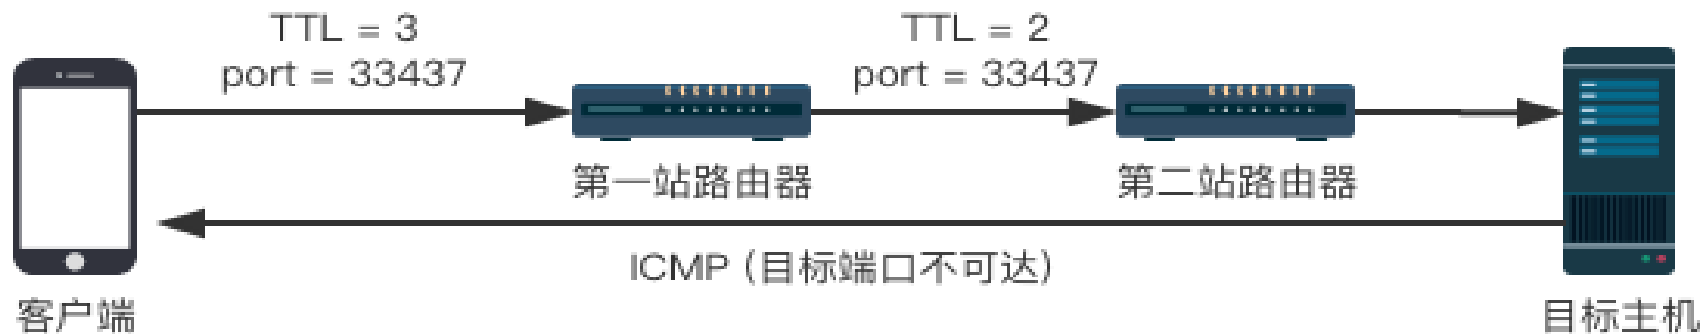 TTL = 3
port = 33437
TTL = 2
port = 33437
第一站路由器
第二站路由器
ICMP (目标端口不可达)
客户端
目标主机